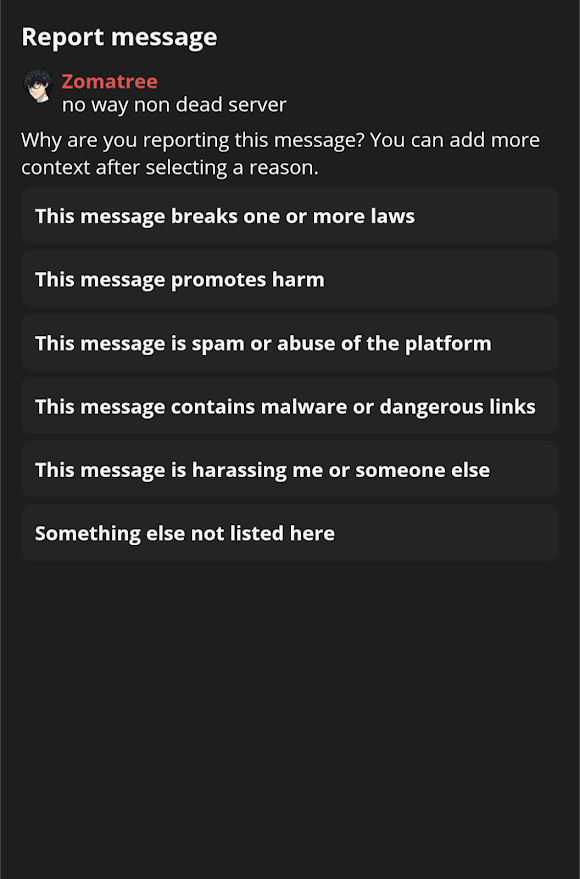 Report message
Zomatree
no way non dead server
Why are you reporting this message? You can add more
context after selecting a reason.
This message breaks one or more laws
This message promotes harm
This message is spam or abuse of the platform
This message contains malware or dangerous links
This message is harassing me or someone else
Something else not listed here